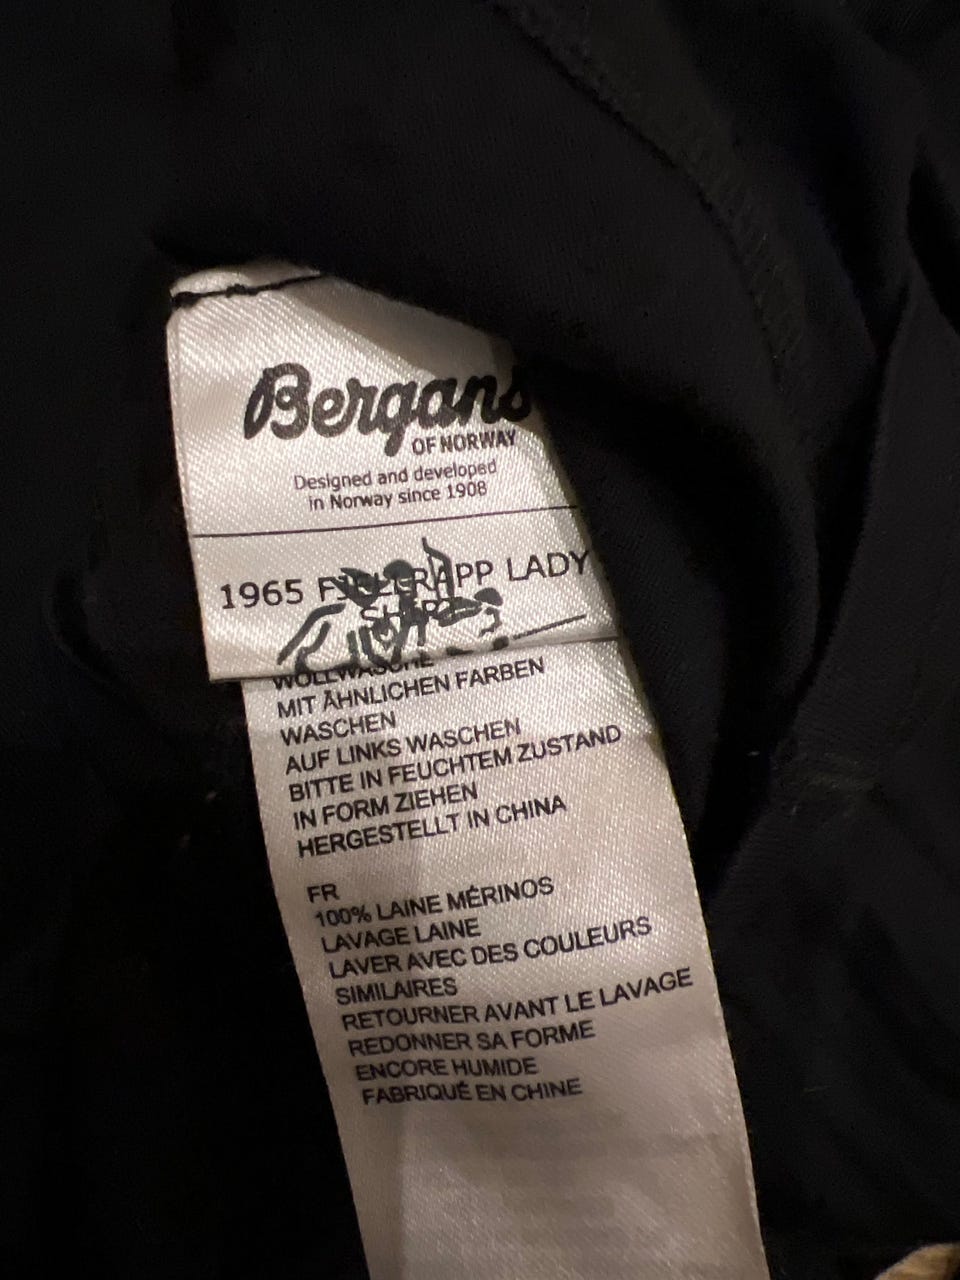 Bergans
OF NORWAY
Designed and developed
in Norway since 1908
1965 FJELLRAPP LADY
SHIRT
WOLLWÄSCHE
MIT ÄHNLICHEN FARBEN
WASCHEN
AUF LINKS WASCHEN
BITTE IN FEUCHTEM ZUSTAND
IN FORM ZIEHEN
HERGESTELLT IN CHINA
FR
100% LAINE MÉRINOS
LAVAGE LAINE
LAVER AVEC DES COULEURS
SIMILAIRES
RETOURNER AVANT LE LAVAGE
REDONNER SA FORME
ENCORE HUMIDE
FABRIQUÉ EN CHINE